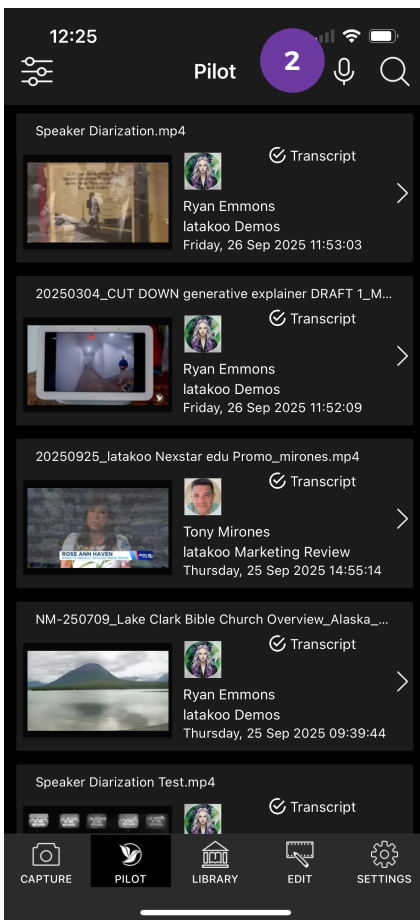 12:25
Pilot
2
Speaker Diarization.mp4
Transcript
Ryan Emmons
latakoo Demos
Friday, 26 Sep 2025 11:53:03
20250304_CUT DOWN generative explainer DRAFT 1_M...
Transcript
Ryan Emmons
latakoo Demos
Friday, 26 Sep 2025 11:52:09
20250925_latakoo Nexstar edu Promo_mirones.mp4
Transcript
ROSE ANN HAVEN
Tony Mirones
latakoo Marketing Review
Thursday, 25 Sep 2025 14:55:14
NM-250709_Lake Clark Bible Church Overview_Alaska_...
Transcript
Ryan Emmons
latakoo Demos
Thursday, 25 Sep 2025 09:39:44
Speaker Diarization Test.mp4
Transcript
CAPTURE
PILOT
LIBRARY
EDIT
SETTINGS